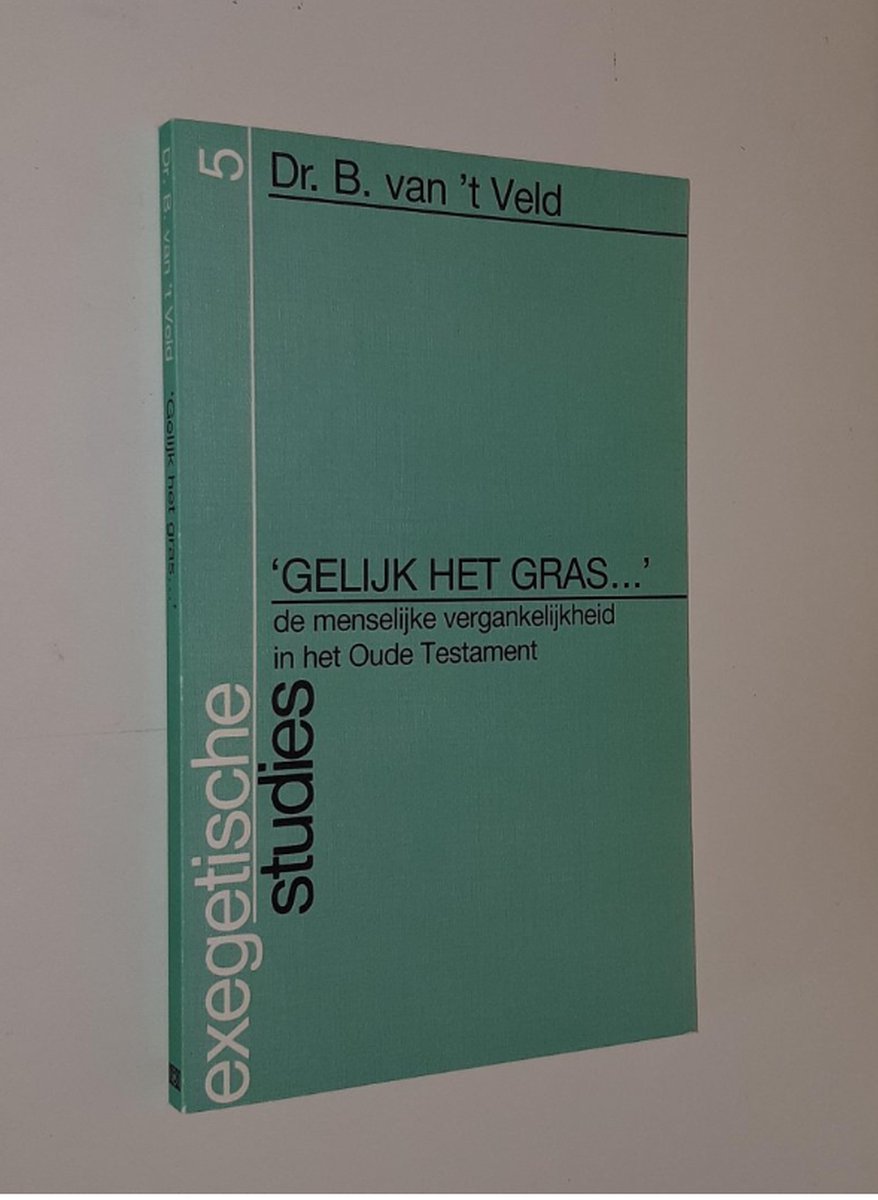 5
Dr. B. van 't Veld
'GELIJK HET GRAS...'
de menselijke vergankelijkheid
in het Oude Testament
exegetische
studies
Dr. B. van 't Veld 'Gelijk het gras...'